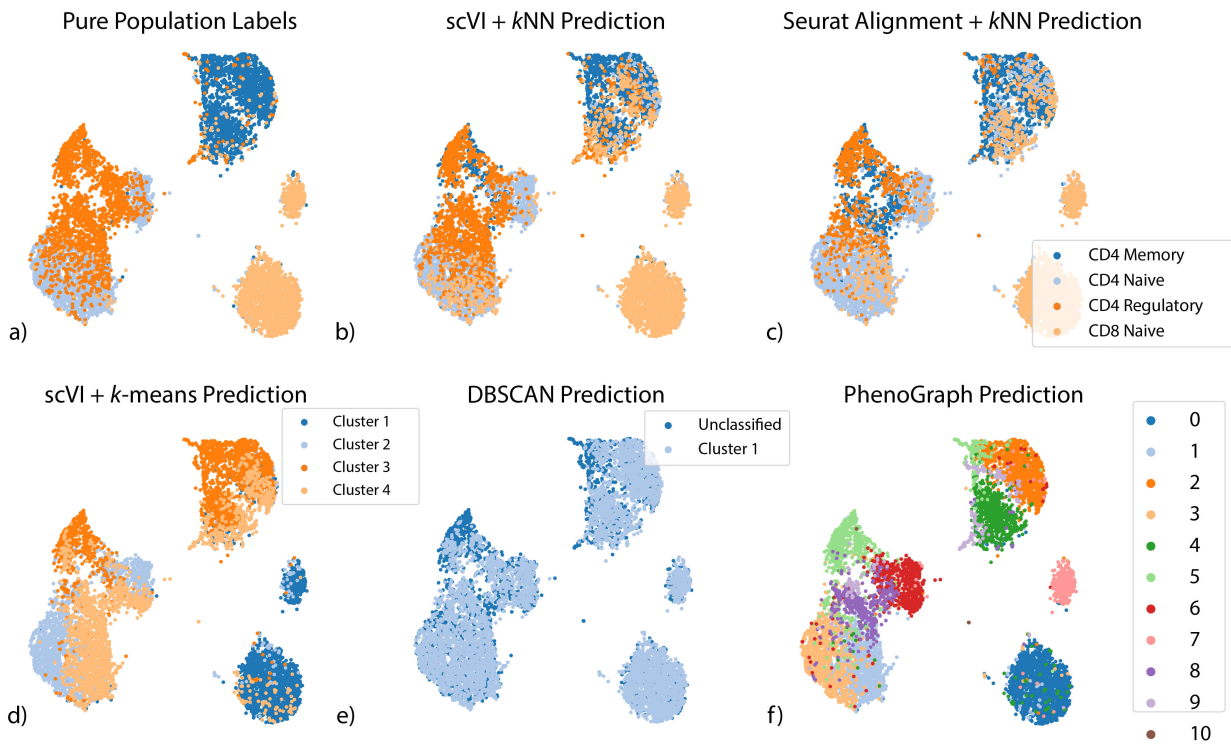 Pure Population Labels
scVI + kNN Prediction
Seurat Alignment + kNN Prediction
CD4 Memory
CD4 Naive
CD4 Regulatory
CD8 Naive
a)
b)
c)
scVI + k-means Prediction
DBSCAN Prediction
PhenoGraph Prediction
Cluster 1
Cluster 2
Cluster 3
Cluster 4
Unclassified
Cluster 1
0
1
2
3
4
5
6
7
8
9
10
d)
e)
f)